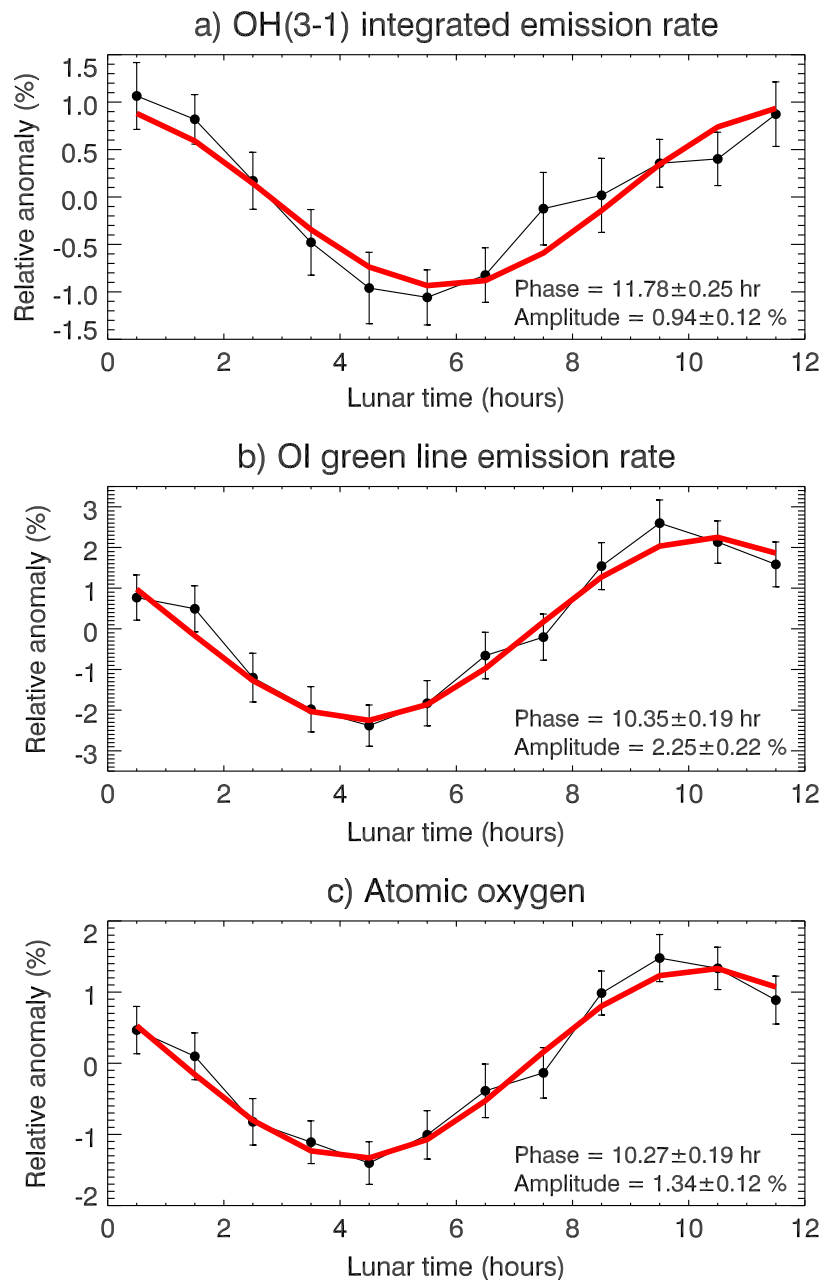 a) OH(3-1) integrated emission rate
1.5
1.0
0.5
0.0
-0.5
-1.0
-1.5
Relative anomaly (%)
Phase = 11.78±0.25 hr
Amplitude = 0.94±0.12 %
0 2 4 6 8 10 12
Lunar time (hours)
b) OI green line emission rate
3
2
1
0
-1
-2
-3
Relative anomaly (%)
Phase = 10.35±0.19 hr
Amplitude = 2.25±0.22 %
0 2 4 6 8 10 12
Lunar time (hours)
c) Atomic oxygen
2
1
0
-1
-2
Relative anomaly (%)
Phase = 10.27±0.19 hr
Amplitude = 1.34±0.12 %
0 2 4 6 8 10 12
Lunar time (hours)